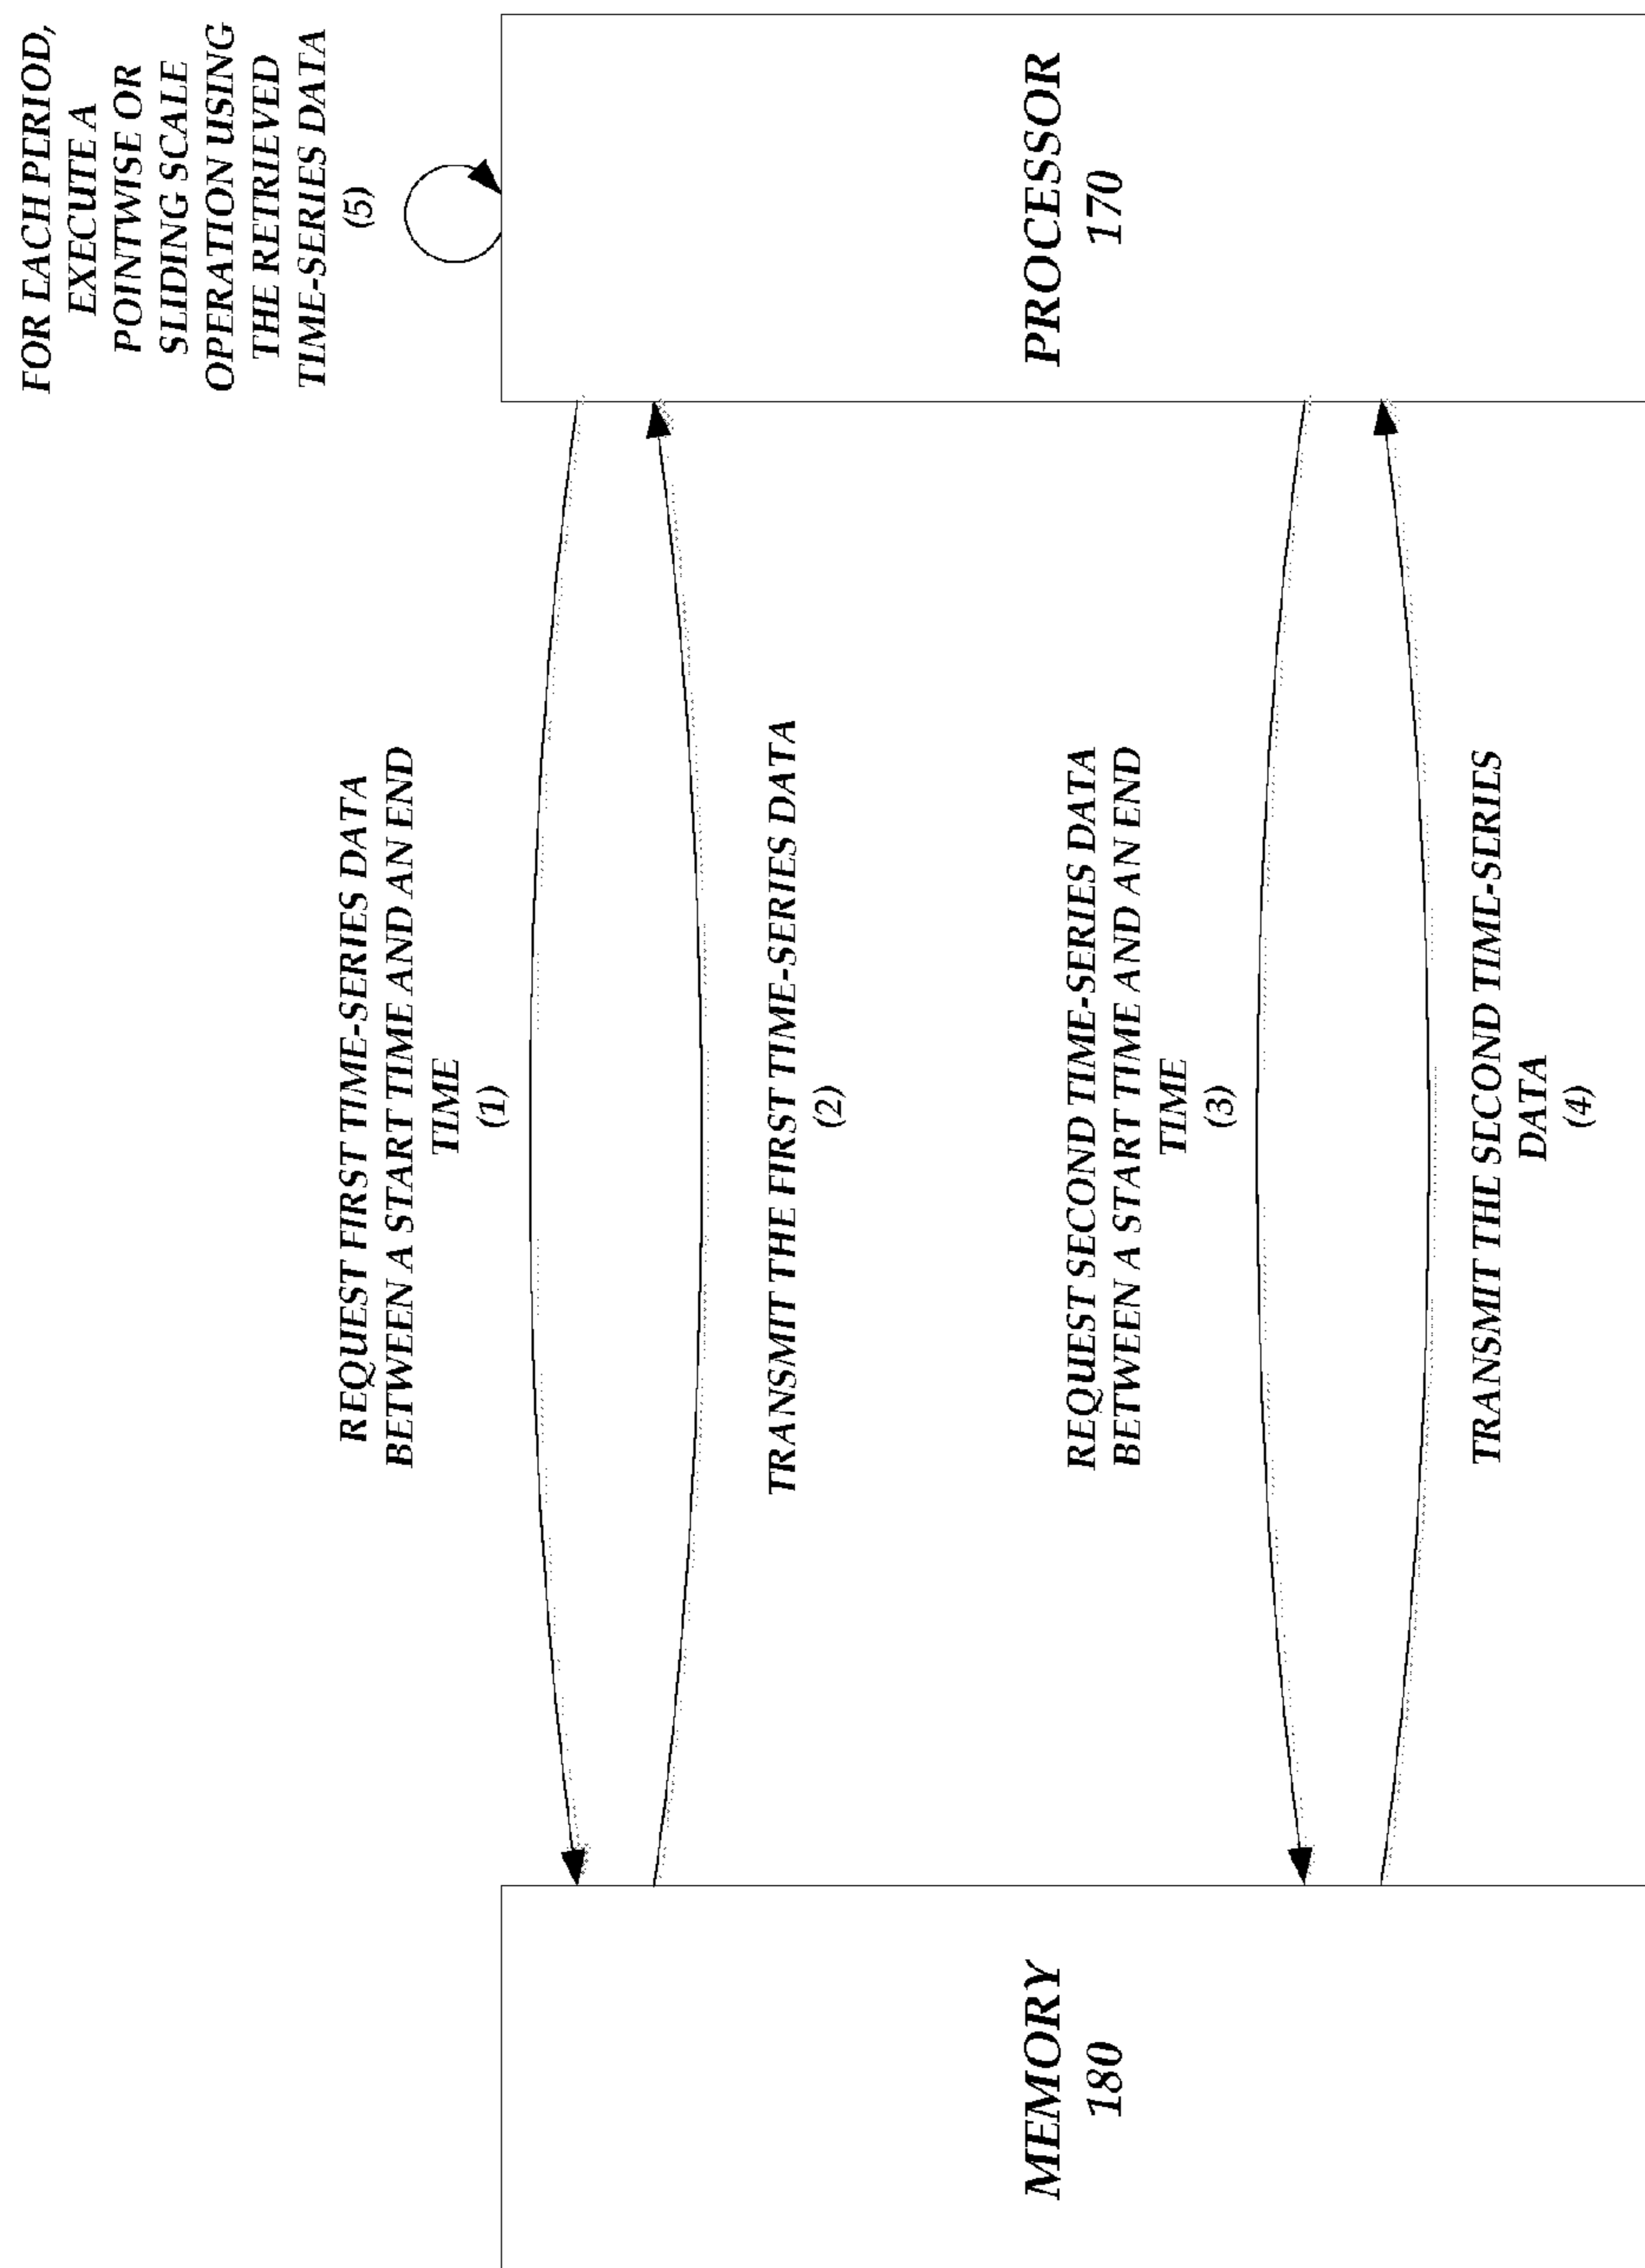 FOR EACH PERIOD,
EXECUTE A
POINTWISE OR
SLIDING SCALE
OPERATION USING
THE RETRIEVED
TIME-SERIES DATA
(5)
REQUEST FIRST TIME-SERIES DATA
BETWEEN A START TIME AND AN END
TIME
(1)
TRANSMIT THE FIRST TIME-SERIES DATA
(2)
MEMORY
180
PROCESSOR
170
REQUEST SECOND TIME-SERIES DATA
BETWEEN A START TIME AND AN END
TIME
(3)
TRANSMIT THE SECOND TIME-SERIES
DATA
(4)